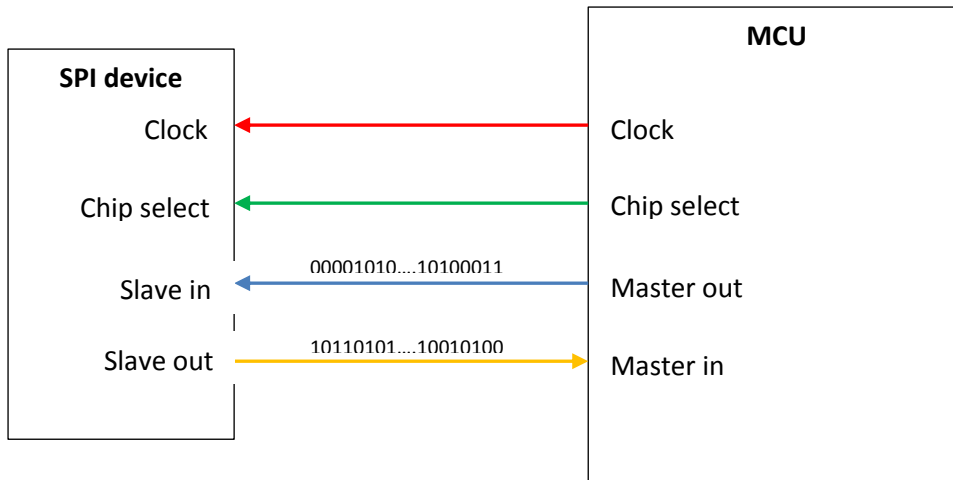 MCU
SPI device
Clock
Clock
Chip select
Chip select
00001010....10100011
Slave in
Master out
10110101....10010100
Slave out
Master in